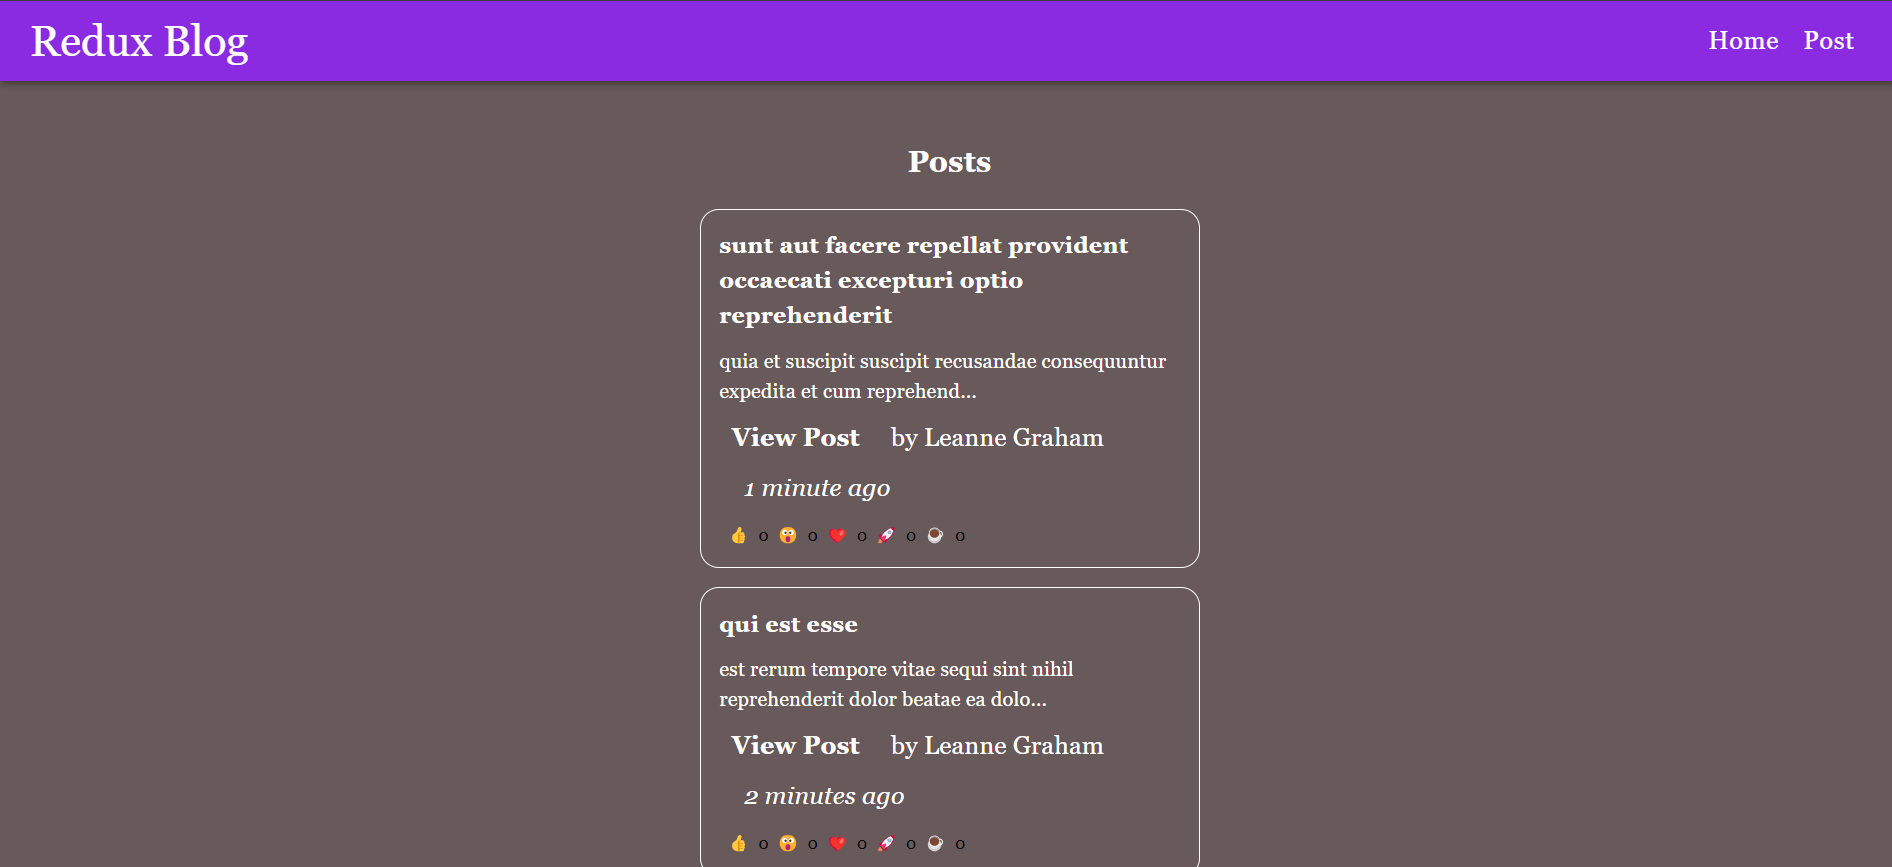 Redux Blog
Home Post
Posts
sunt aut facere repellat provident
occaecati excepturi optio
reprehenderit
quia et suscipit suscipit recusandae consequuntur
expedita et cum reprehend...
View Post by Leanne Graham
1 minute ago
👍 0 😲 0 ❤️ 0 🚀 0 ☕ 0
qui est esse
est rerum tempore vitae sequi sint nihil
reprehenderit dolor beatae ea dolo...
View Post by Leanne Graham
2 minutes ago
👍 0 😲 0 ❤️ 0 🚀 0 ☕ 0